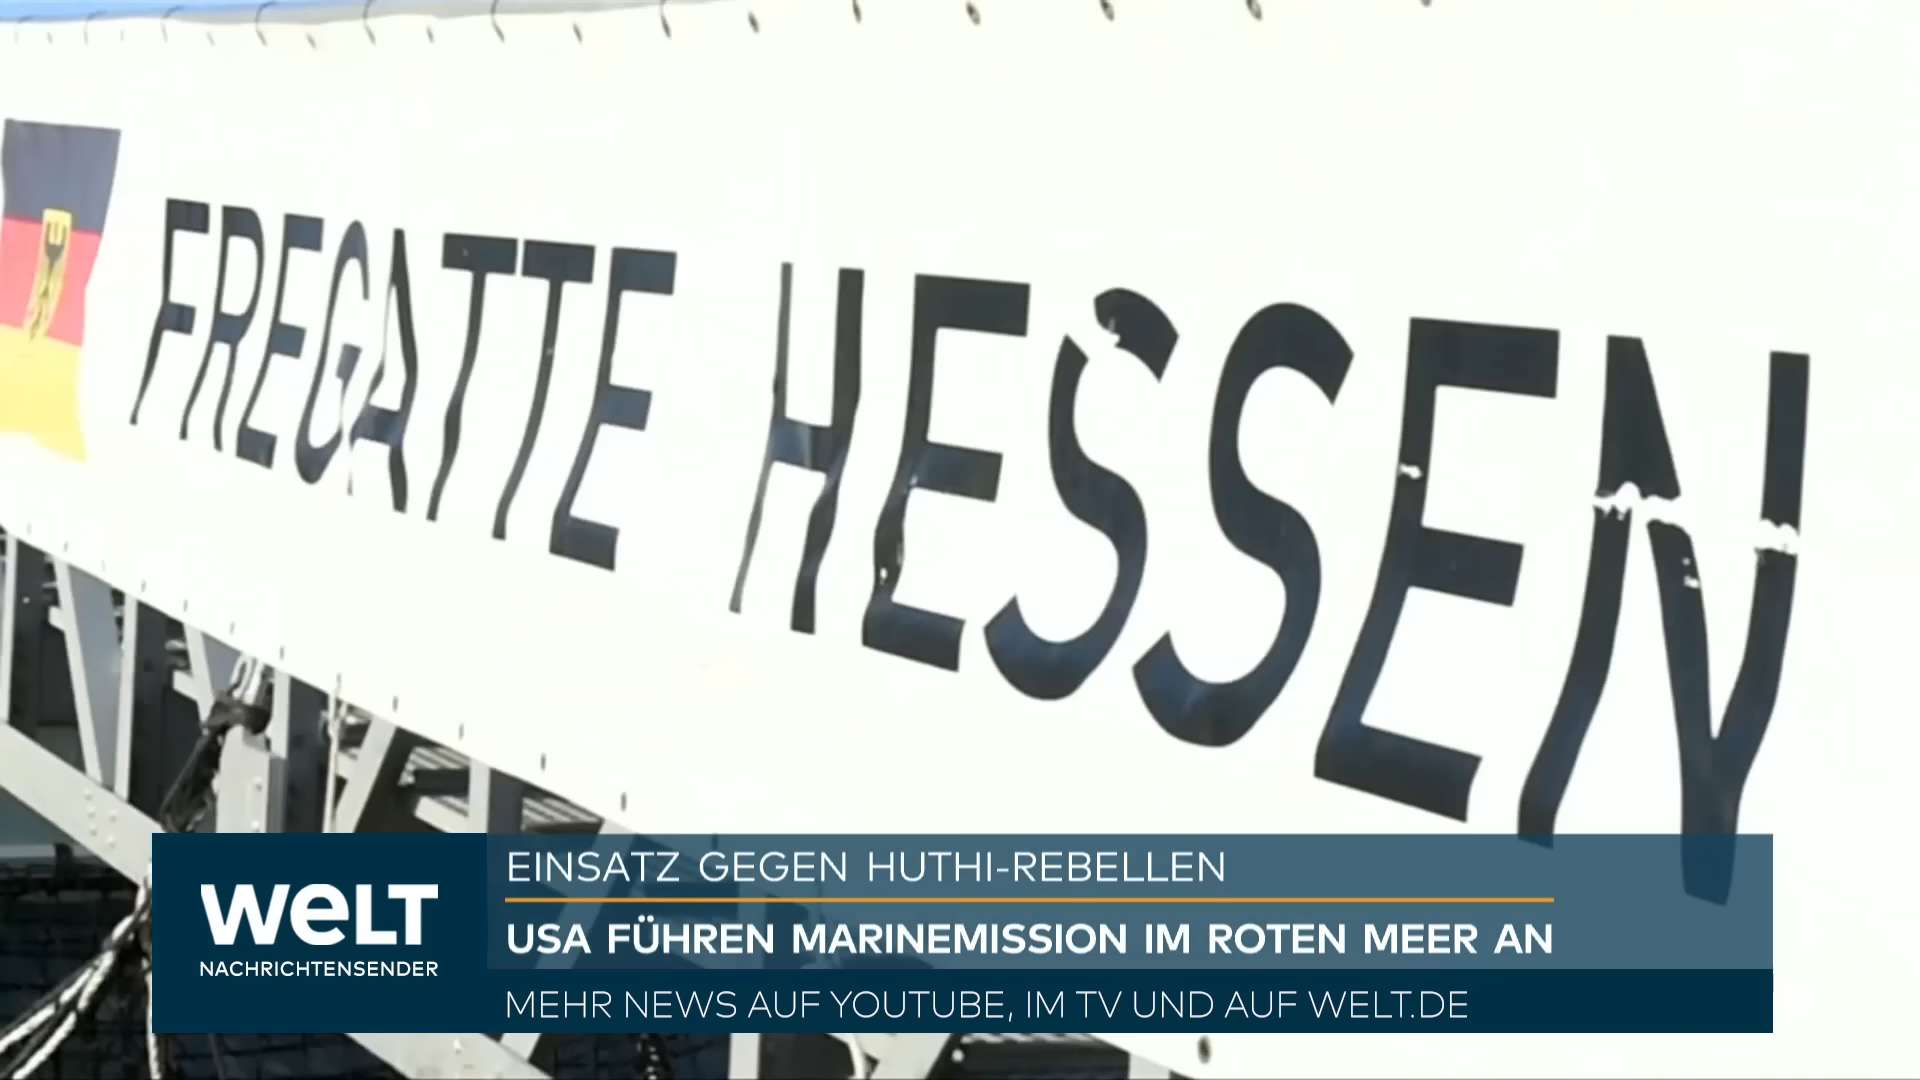 FREGATTE HESSEN
EINSATZ GEGEN HUTHI-REBELLEN
USA FÜHREN MARINEMISSION IM ROTEN MEER AN
WELT
NACHRICHTENSENDER
MEHR NEWS AUF YOUTUBE, IM TV UND AUF WELT.DE